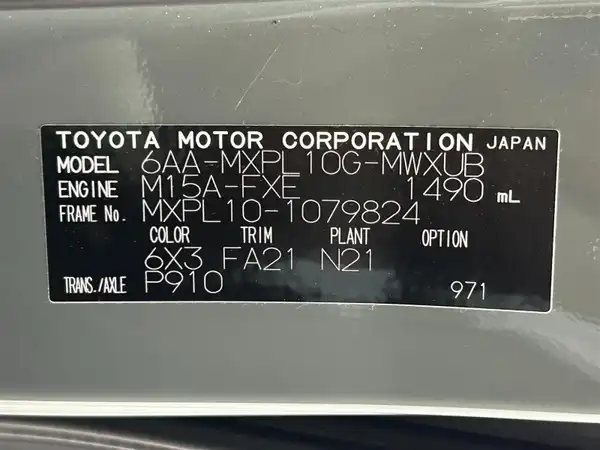 TOYOTA MOTOR CORPORATION JAPAN
MODEL 6AA-MXPL10G-MWXUB
ENGINE M15A-FXE 1490 mL
FRAME No. MXPL10-1079824
COLOR TRIM PLANT OPTION
6X3 FA21 N21
TRANS./AXLE P910 971